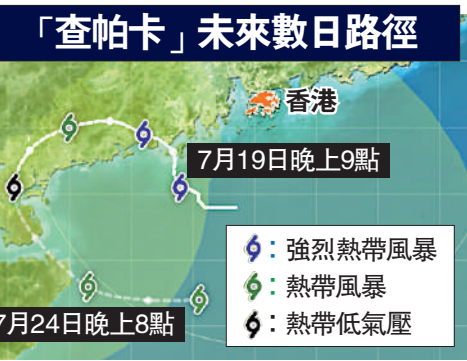 「查帕卡」未來數日路徑
香港
7月19日晚上9點
：強烈熱帶風暴
：熱帶風暴
：熱帶低氣壓
7月24日晚上8點